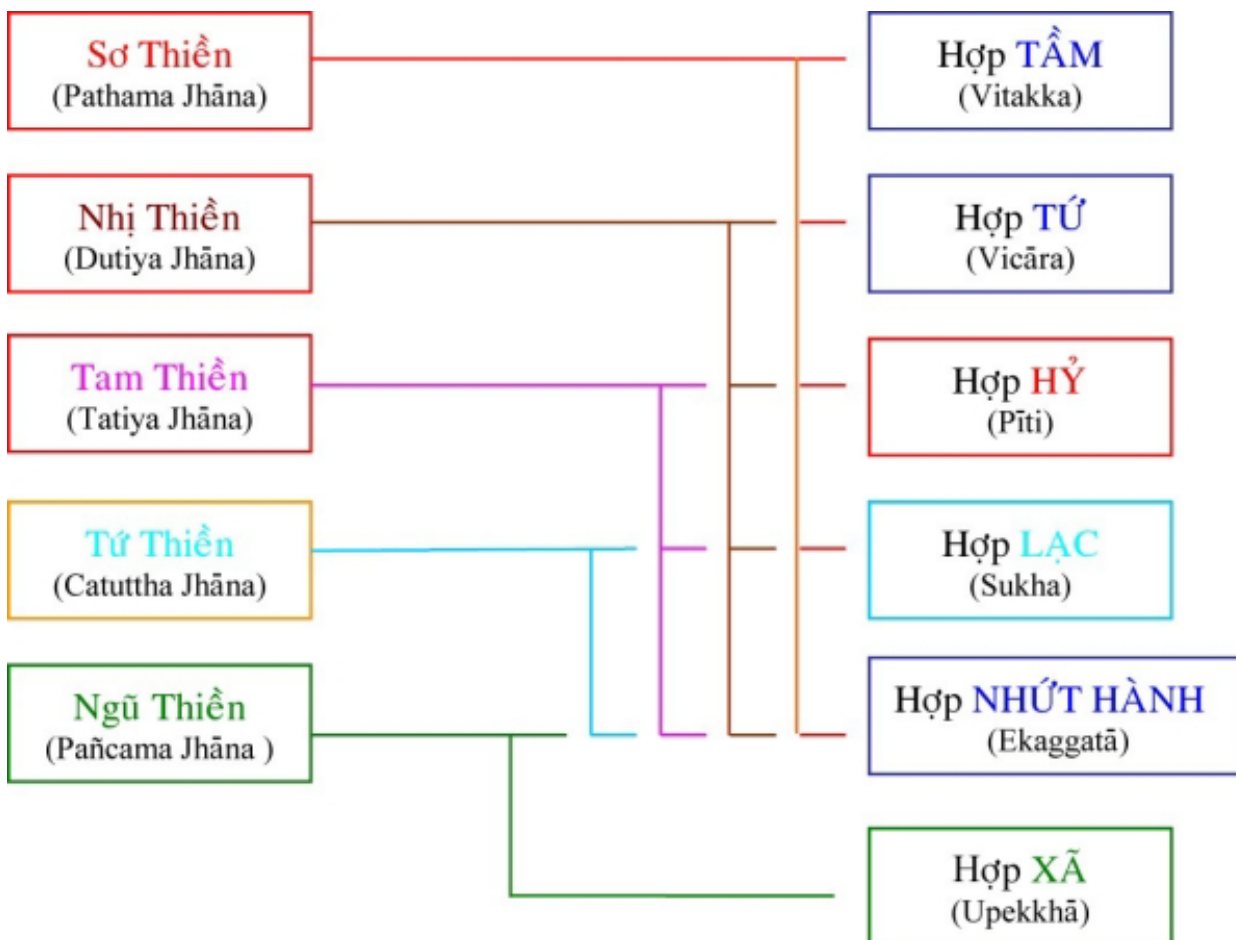 Sơ Thiền
(Pathama Jhāna)
Hợp TẦM
(Vitakka)
Nhị Thiền
(Dutiya Jhāna)
Hợp TỨ
(Vicāra)
Tam Thiền
(Tatiya Jhāna)
Hợp HỶ
(Pīti)
Tứ Thiền
(Catuttha Jhāna)
Hợp LẠC
(Sukha)
Ngũ Thiền
(Pañcama Jhāna )
Hợp NHỨT HÀNH
(Ekaggatā)
Hợp XÃ
(Upekkhā)